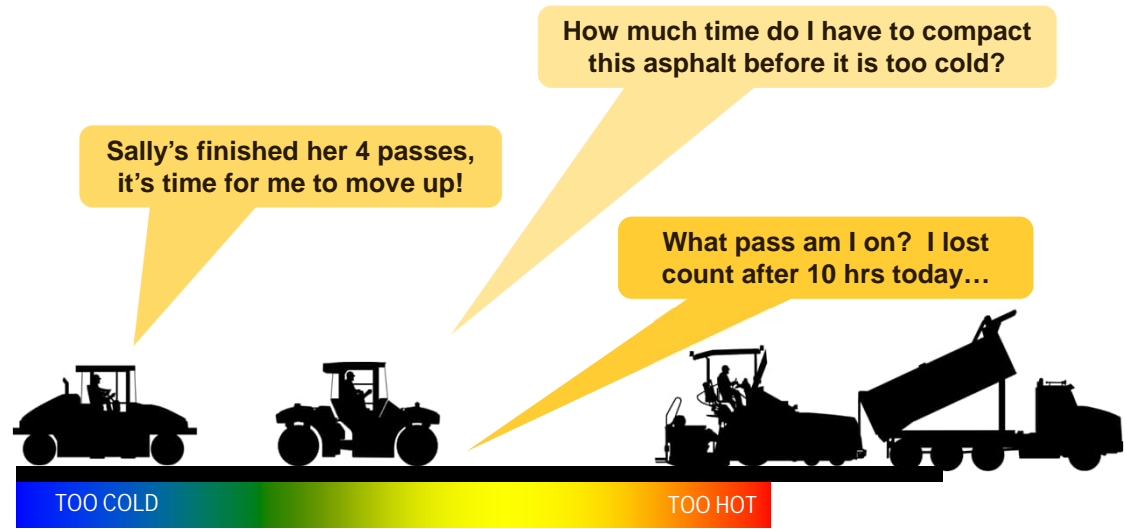 How much time do I have to compact
this asphalt before it is too cold?
Sally’s finished her 4 passes,
it’s time for me to move up!
What pass am I on?  I lost
count after 10 hrs today…
TOO COLD
TOO HOT